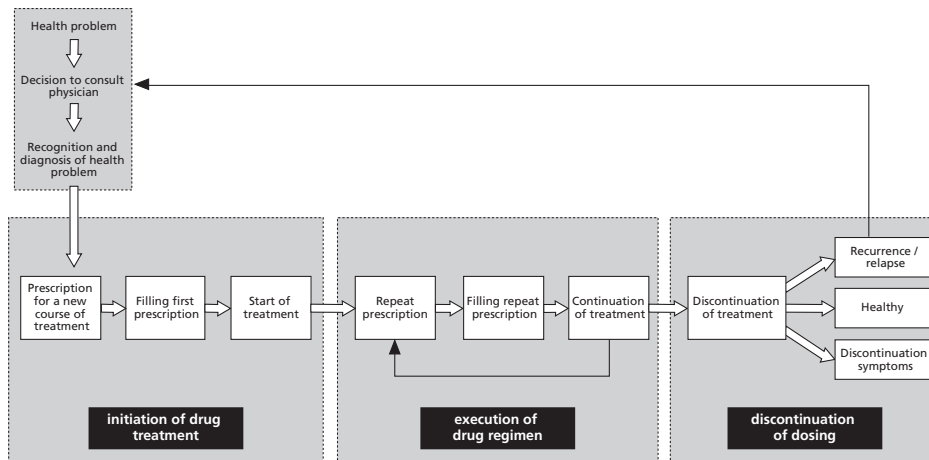 Health problem
Decision to consult
physician
Recognition and
diagnosis of health
problem
Prescription
for a new
course of
treatment
Filling first
prescription
Start of
treatment
initiation of drug
treatment
Repeat
prescription
Filling repeat
prescription
Continuation
of treatment
execution of
drug regimen
Discontinuation
of treatment
Recurrence /
relapse
Healthy
Discontinuation
symptoms
discontinuation
of dosing